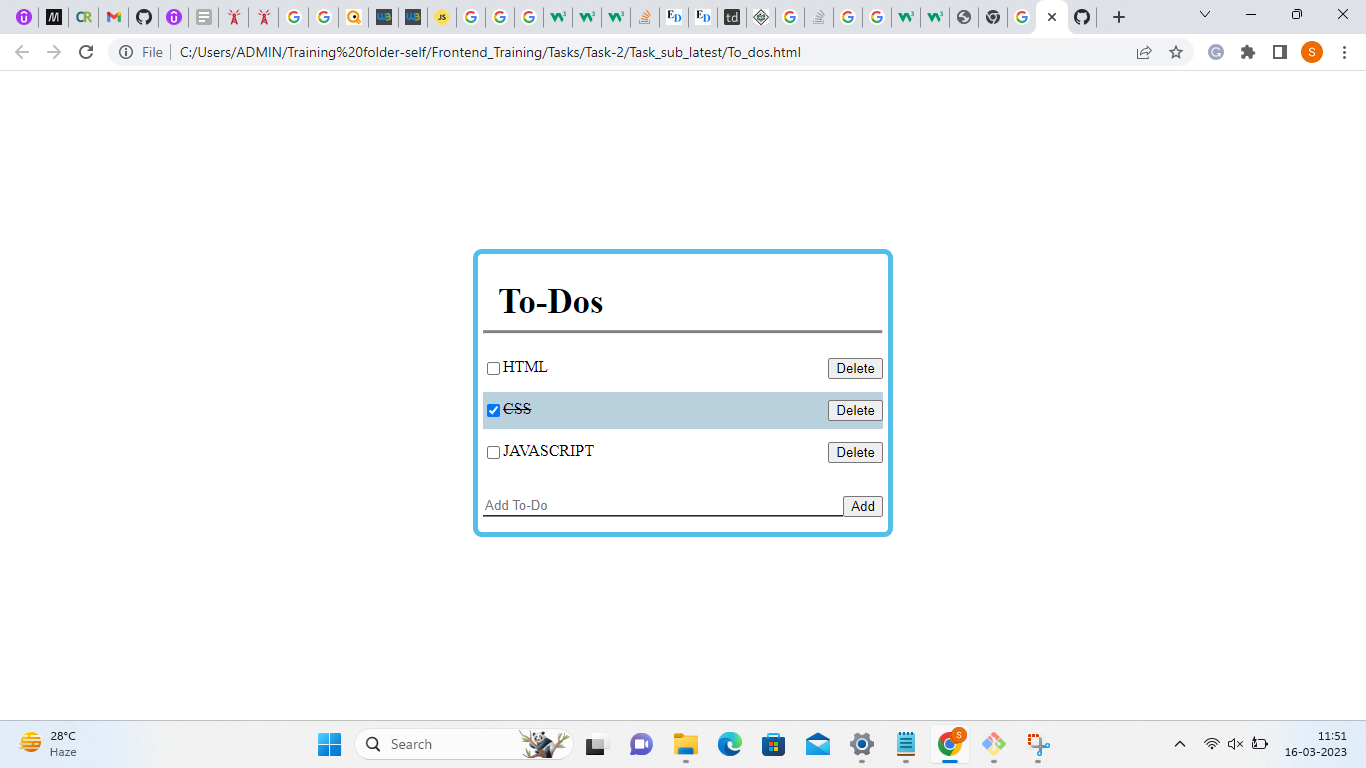 File
C:/Users/ADMIN/Training%20folder-self/Frontend_Training/Tasks/Task-2/Task_sub_latest/To_dos.html
S
To-Dos
HTML Delete
CSS Delete
JAVASCRIPT Delete
Add To-Do Add
28°C
Haze
Search
S
11:51
16-03-2023